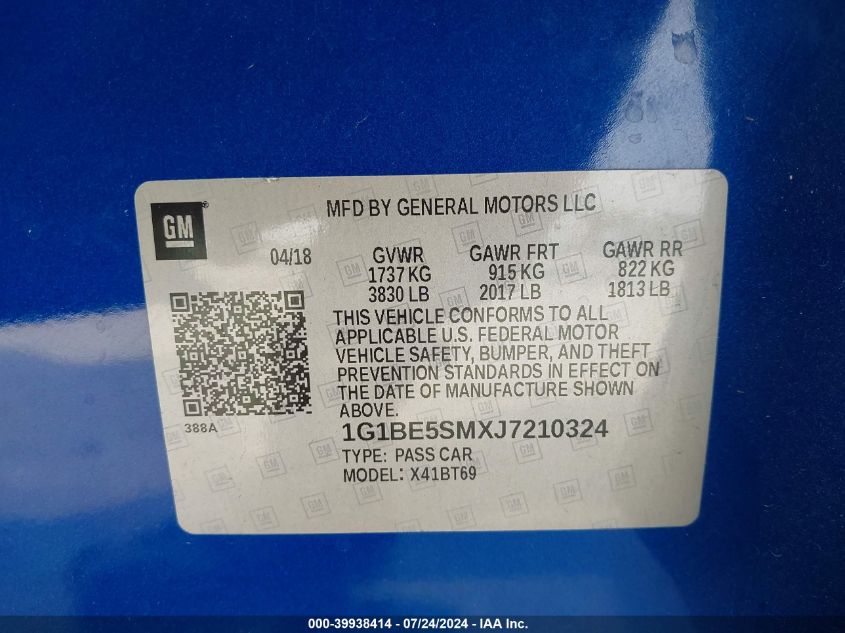 GM®
MFD BY GENERAL MOTORS LLC
04/18 GVWR GAWR FRT GAWR RR
1737 KG 915 KG 822 KG
3830 LB 2017 LB 1813 LB
THIS VEHICLE CONFORMS TO ALL
APPLICABLE U.S. FEDERAL MOTOR
VEHICLE SAFETY, BUMPER, AND THEFT
PREVENTION STANDARDS IN EFFECT ON
THE DATE OF MANUFACTURE SHOWN
ABOVE.
388A
1G1BE5SMXJ7210324
TYPE: PASS CAR
MODEL: X41BT69
000-39938414 - 07/24/2024 - IAA Inc.